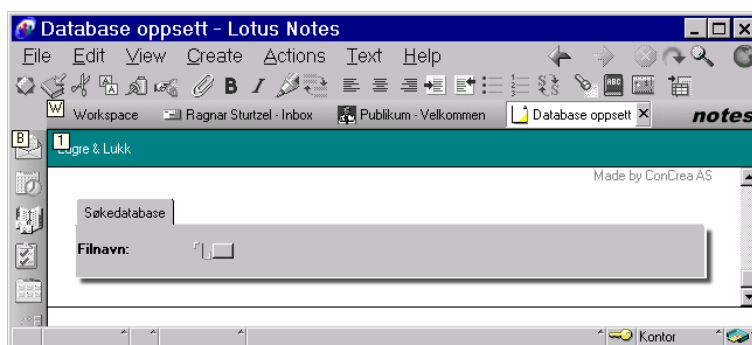 Database oppsett - Lotus Notes
File Edit View Create Actions Text Help
W Workspace Ragnar Sturtzel - Inbox Publikum - Velkommen Database oppsett notes
B 1 Lagre & Lukk
Made by ConCrea AS
Søkedatabase
Filnavn:
Kontor